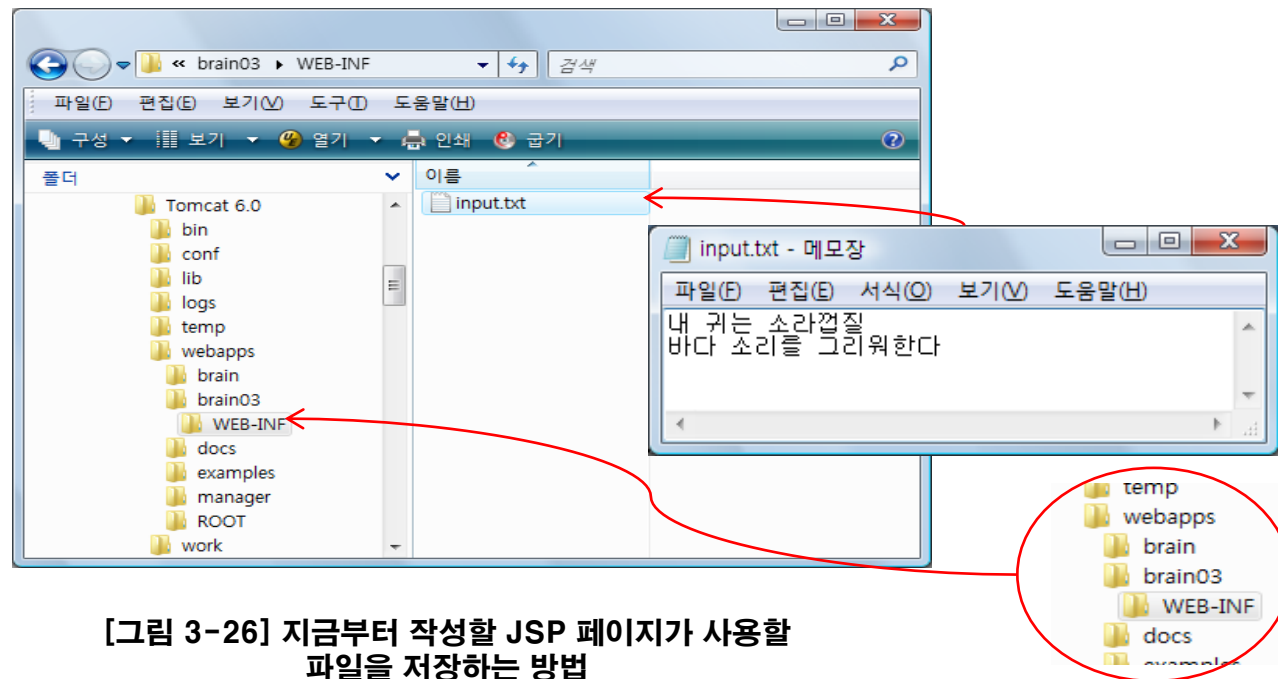 « brain03 ▸ WEB-INF
검색
파일(F) 편집(E) 보기(V) 도구(T) 도움말(H)
구성 보기 열기 인쇄 굽기
폴더
이름
Tomcat 6.0
bin
conf
lib
logs
temp
webapps
brain
brain03
WEB-INF
docs
examples
manager
ROOT
work
input.txt
input.txt - 메모장
파일(F) 편집(E) 서식(O) 보기(V) 도움말(H)
내 귀는 소라껍질
바다 소리를 그리워한다
temp
webapps
brain
brain03
WEB-INF
docs
examples
[그림 3-26] 지금부터 작성할 JSP 페이지가 사용할
파일을 저장하는 방법